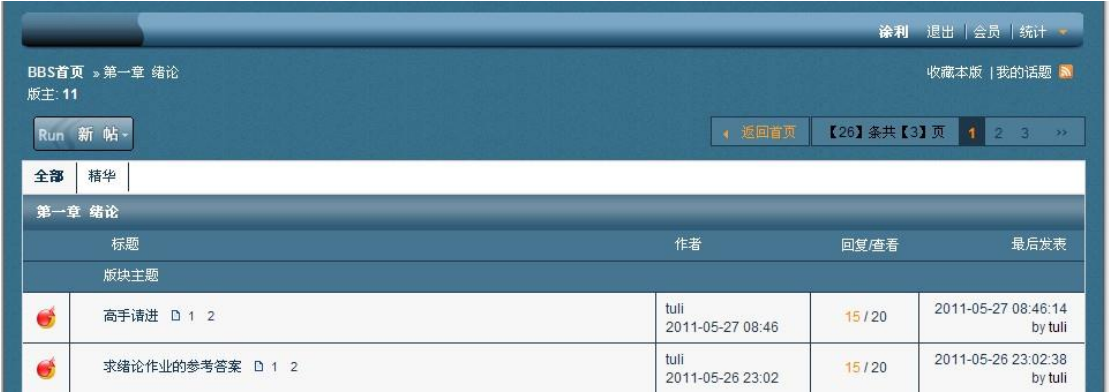 涂利 退出 | 会员 | 统计
BBS首页 » 第一章 绪论
收藏本版 | 我的话题
版主: 11
Run 新 帖
返回首页 【26】条共【3】页 1 2 3 >>
全部 精华
第一章 绪论
标题 作者 回复/查看 最后发表
版块主题
高手请进 1 2 tuli 15 / 20 2011-05-27 08:46:14
2011-05-27 08:46 by tuli
求绪论作业的参考答案 1 2 tuli 15 / 20 2011-05-26 23:02:38
2011-05-26 23:02 by tuli